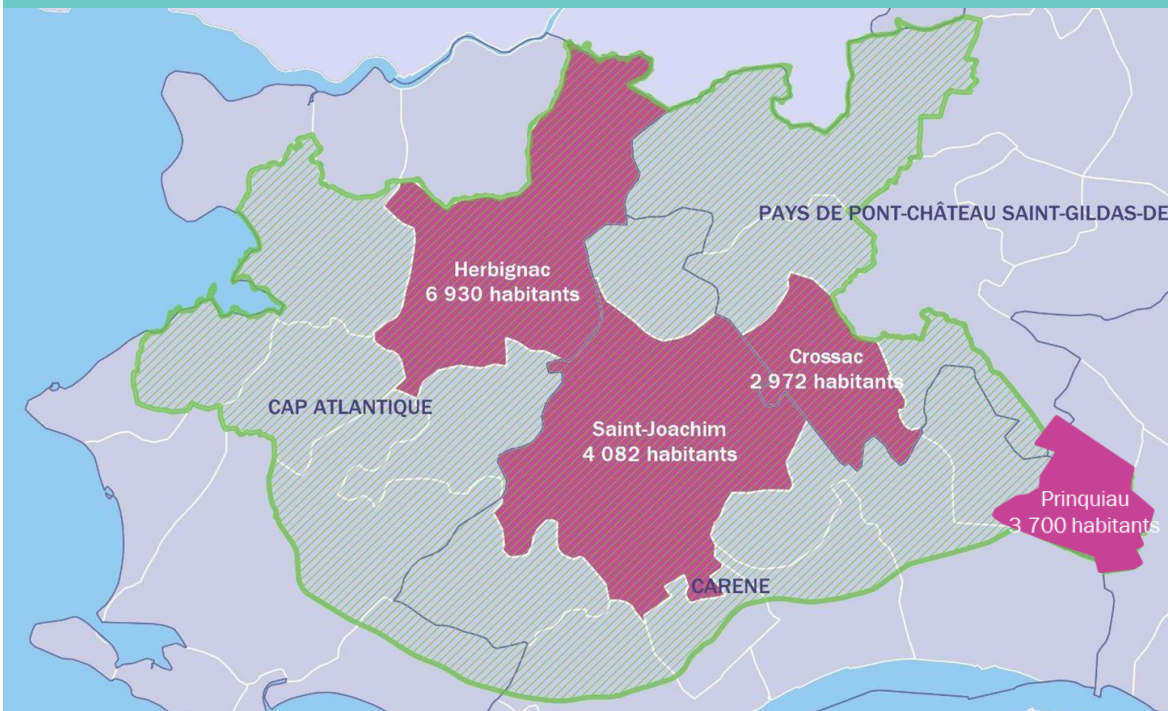 PAYS DE PONT-CHÂTEAU SAINT-GILDAS-DE
Herbignac
6 930 habitants
Crossac
2 972 habitants
CAP ATLANTIQUE
Saint-Joachim
4 082 habitants
Prinquiau
3 700 habitants
CARENE